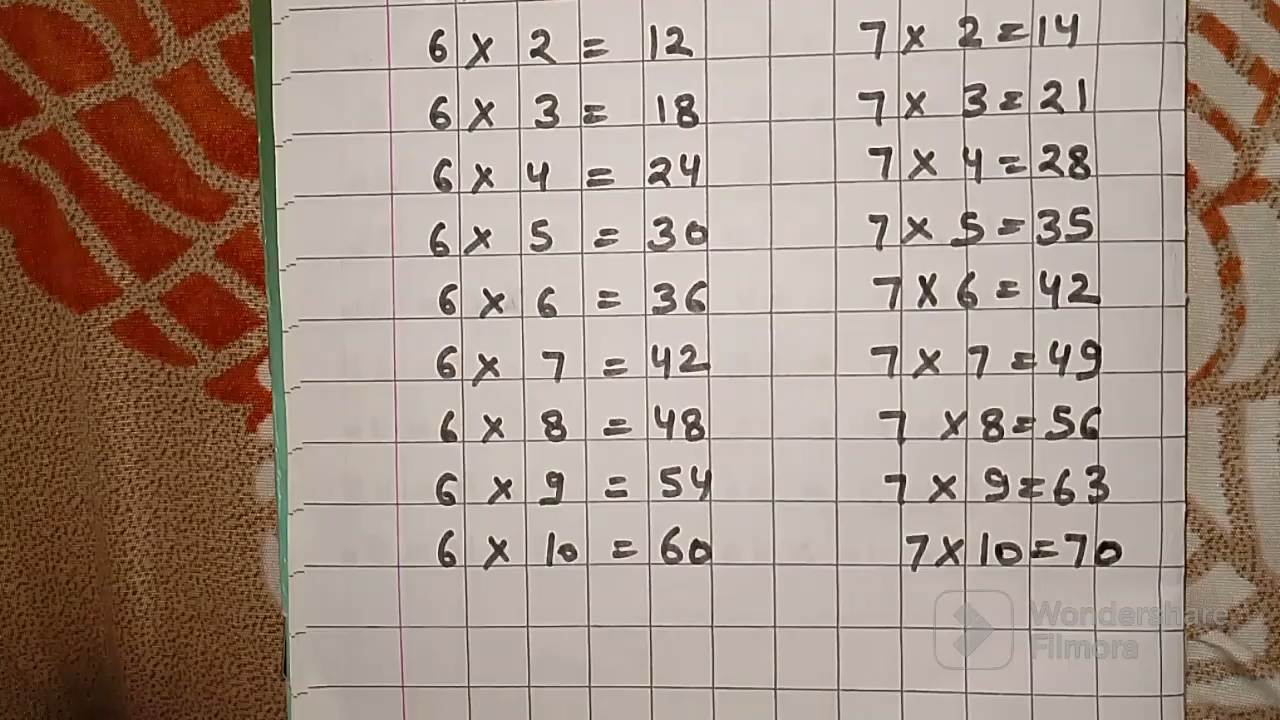 6 × 2 = 12 7 × 2 = 14
6 × 3 = 18 7 × 3 = 21
6 × 4 = 24 7 × 4 = 28
6 × 5 = 30 7 × 5 = 35
6 × 6 = 36 7 × 6 = 42
6 × 7 = 42 7 × 7 = 49
6 × 8 = 48 7 × 8 = 56
6 × 9 = 54 7 × 9 = 63
6 × 10 = 60 7 × 10 = 70
Wondershare
Filmora